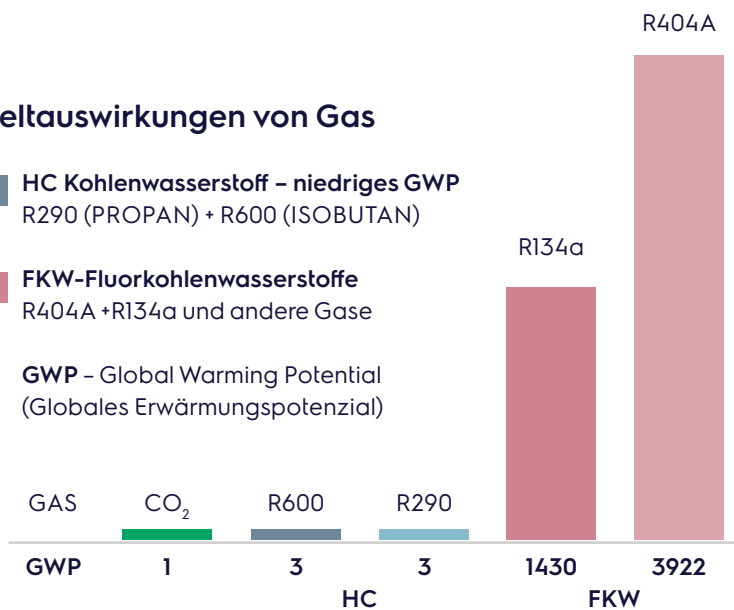 R404A
eltauswirkungen von Gas
HC Kohlenwasserstoff – niedriges GWP
R290 (PROPAN) + R600 (ISOBUTAN)
R134a
FKW-Fluorkohlenwasserstoffe
R404A +R134a und andere Gase
GWP – Global Warming Potential
(Globales Erwärmungspotenzial)
GAS CO₂ R600 R290
GWP 1 3 3 1430 3922
HC FKW